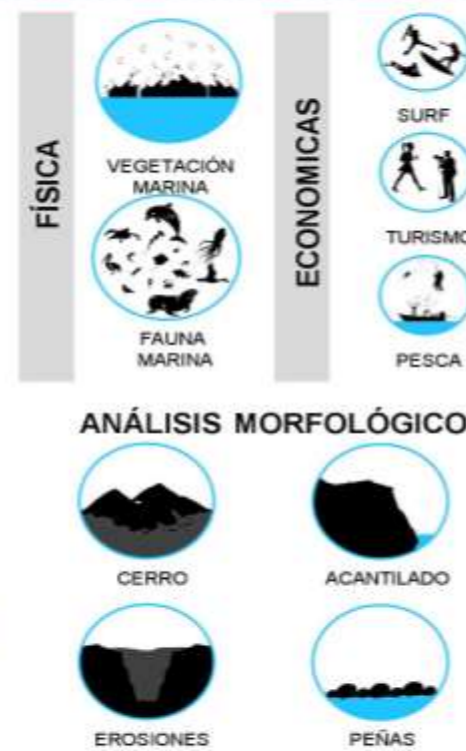 FÍSICA
VEGETACIÓN
MARINA
FAUNA
MARINA
ECONOMICAS
SURF
TURISMO
PESCA
ANÁLISIS MORFOLÓGICO
CERRO
ACANTILADO
EROSIONES
PEÑAS